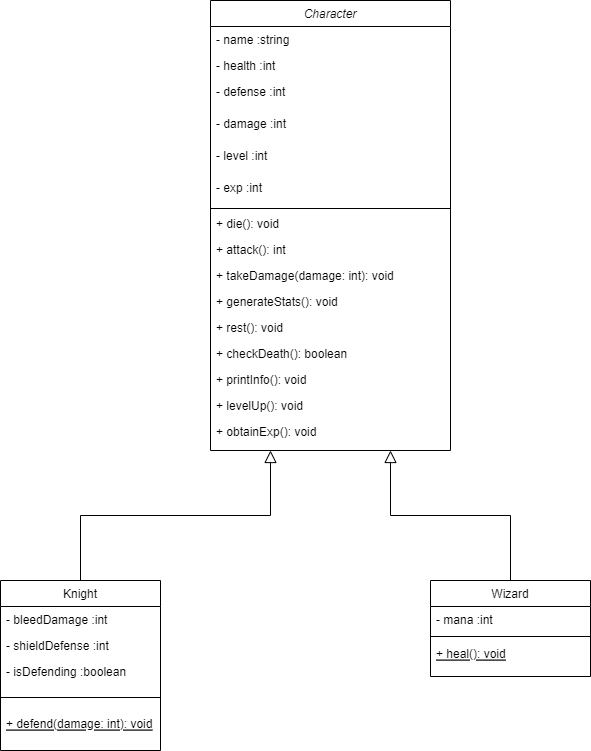 Character
- name :string
- health :int
- defense :int
- damage :int
- level :int
- exp :int
+ die(): void
+ attack(): int
+ takeDamage(damage: int): void
+ generateStats(): void
+ rest(): void
+ checkDeath(): boolean
+ printInfo(): void
+ levelUp(): void
+ obtainExp(): void
Knight
- bleedDamage :int
- shieldDefense :int
- isDefending :boolean
+ defend(damage: int): void
Wizard
- mana :int
+ heal(): void